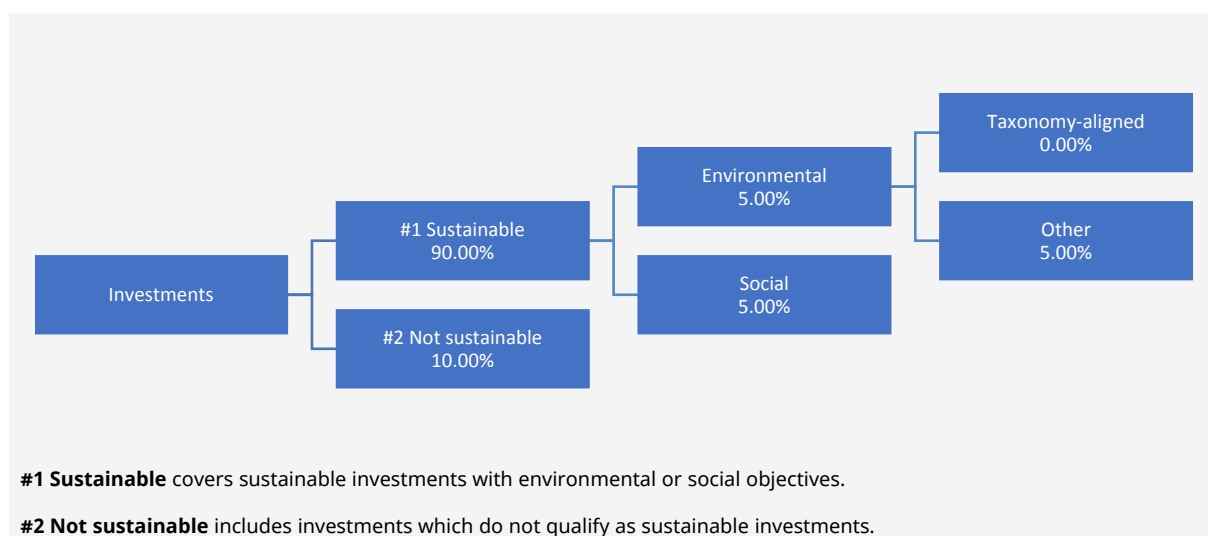 Investments
#1 Sustainable
90.00%
#2 Not sustainable
10.00%
Environmental
5.00%
Social
5.00%
Taxonomy-aligned
0.00%
Other
5.00%
#1 Sustainable covers sustainable investments with environmental or social objectives.
#2 Not sustainable includes investments which do not qualify as sustainable investments.